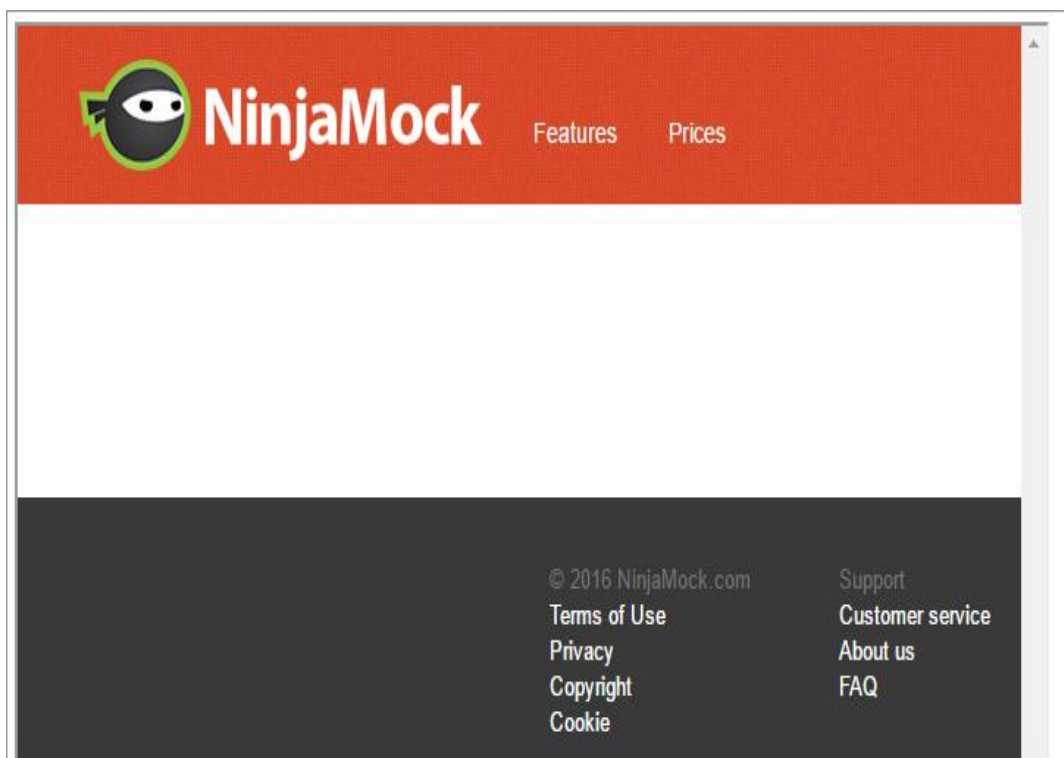 NinjaMock
Features
Prices
© 2016 NinjaMock.com
Terms of Use
Privacy
Copyright
Cookie
Support
Customer service
About us
FAQ